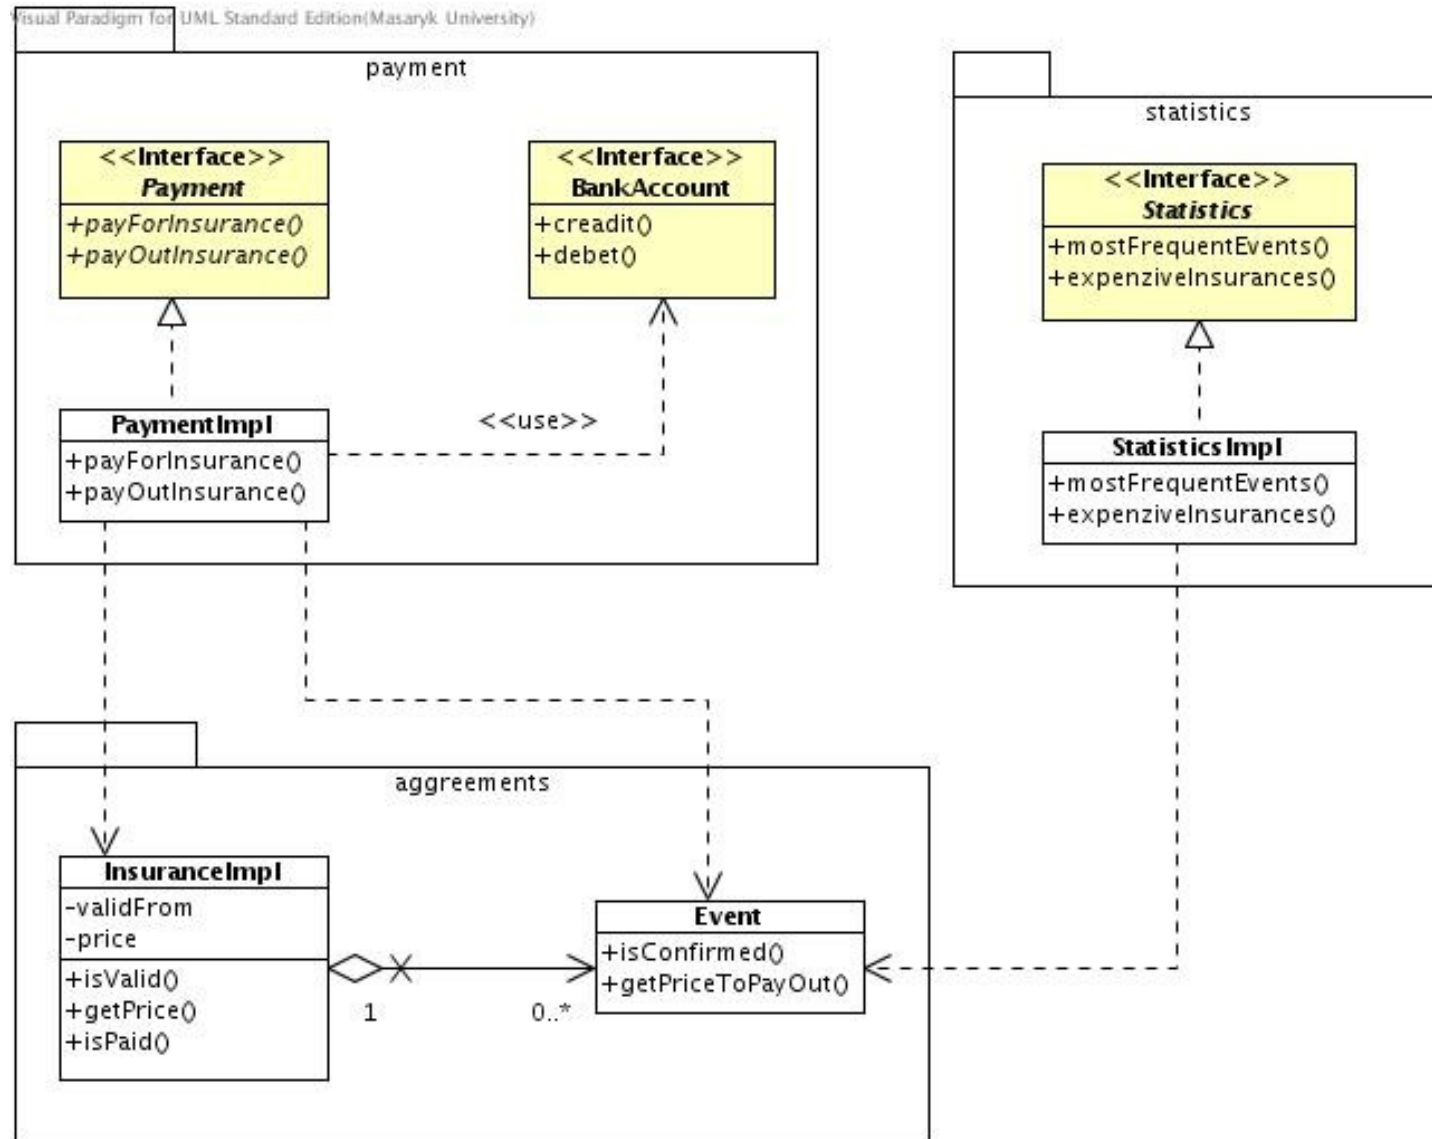 Visual Paradigm for UML Standard Edition(Masaryk University)
payment
<<Interface>>
Payment
+payForInsurance()
+payOutInsurance()
<<Interface>>
BankAccount
+creadit()
+debet()
PaymentImpl
+payForInsurance()
+payOutInsurance()
<<use>>
statistics
<<Interface>>
Statistics
+mostFrequentEvents()
+expenziveInsurances()
StatisticsImpl
+mostFrequentEvents()
+expenziveInsurances()
aggreements
InsuranceImpl
-validFrom
-price
+isValid()
+getPrice()
+isPaid()
1
0..*
Event
+isConfirmed()
+getPriceToPayOut()